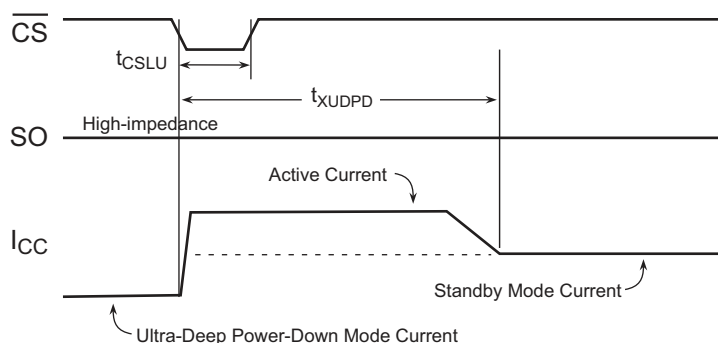 CS
tCSLU
tXUDPD
High-impedance
SO
Active Current
ICC
Standby Mode Current
Ultra-Deep Power-Down Mode Current